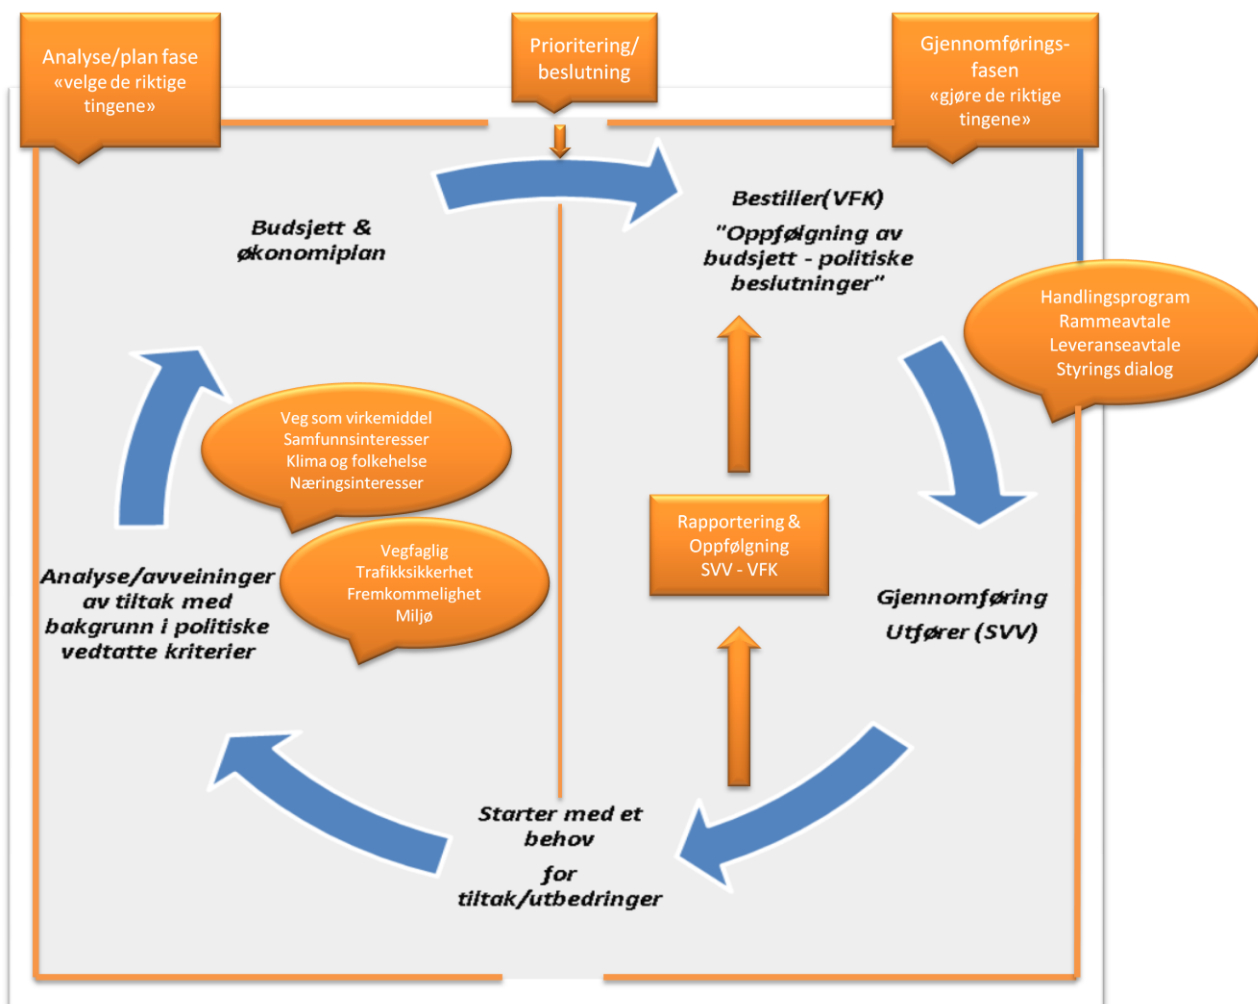 Analyse/plan fase
«velge de riktige
tingene»
Prioritering/
beslutning
Gjennomførings-
fasen
«gjøre de riktige
tingene»
Budsjett &
økonomiplan
Bestiller(VFK)
"Oppfølgning av
budsjett - politiske
beslutninger"
Handlingsprogram
Rammeavtale
Leveranseavtale
Styrings dialog
Veg som virkemiddel
Samfunnsinteresser
Klima og folkehelse
Næringsinteresser
Vegfaglig
Trafikksikkerhet
Fremkommelighet
Miljø
Analyse/avveininger
av tiltak med
bakgrunn i politiske
vedtatte kriterier
Rapportering &
Oppfølgning
SVV - VFK
Gjennomføring
Utfører (SVV)
Starter med et
behov
for
tiltak/utbedringer